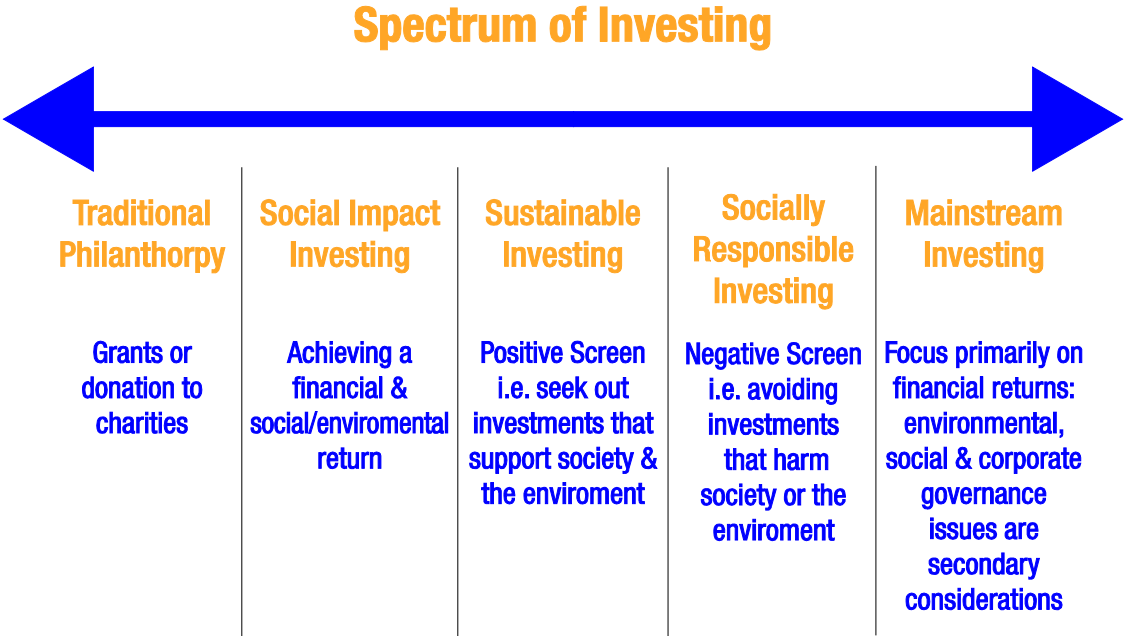 Spectrum of Investing
Traditional
Philanthorpy
Grants or
donation to
charities
Social Impact
Investing
Achieving a
financial &
social/enviromental
return
Sustainable
Investing
Positive Screen
i.e. seek out
investments that
support society &
the enviroment
Socially
Responsible
Investing
Negative Screen
i.e. avoiding
investments
that harm
society or the
enviroment
Mainstream
Investing
Focus primarily on
financial returns:
environmental,
social & corporate
governance
issues are
secondary
considerations